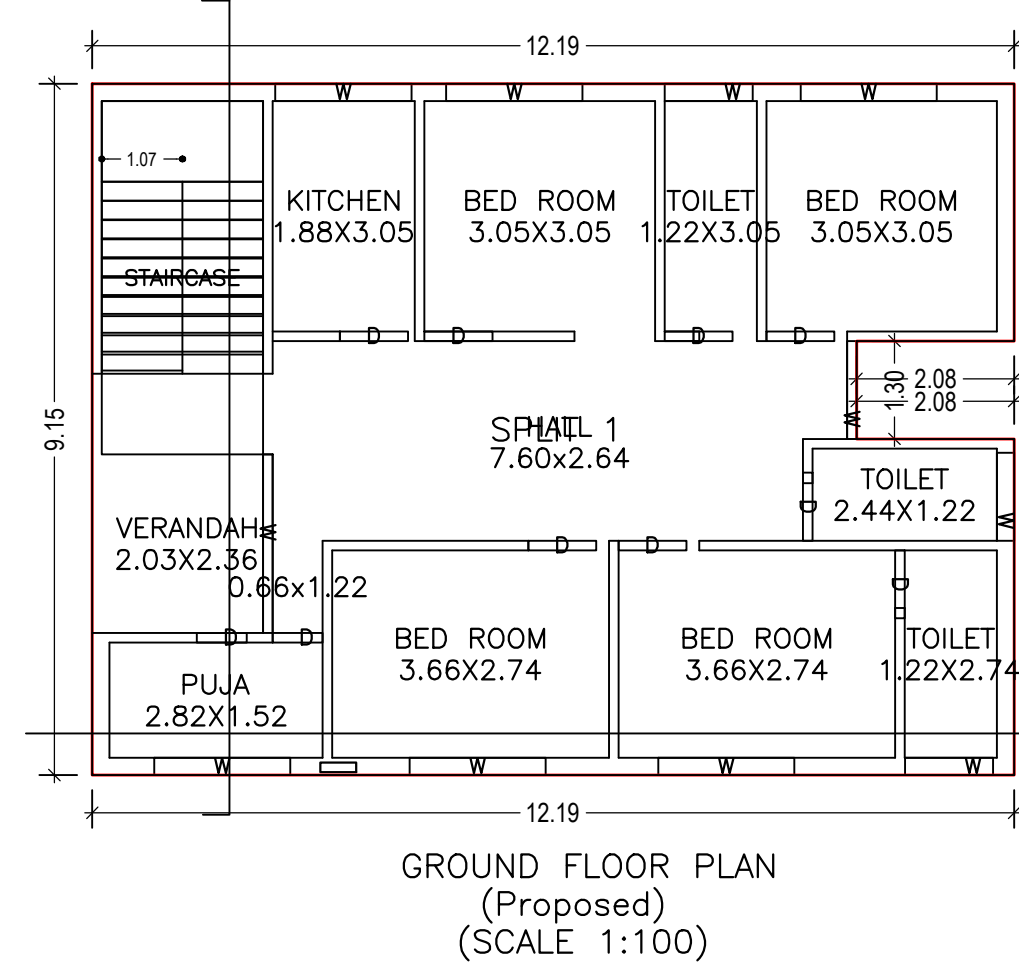 12.19
W
W
W
W
1.07
KITCHEN
1.88X3.05
BED ROOM
3.05X3.05
TOILET
1.22X3.05
BED ROOM
3.05X3.05
STAIRCASE
D
D
D
D
9.15
1.30
2.08
2.08
W
SPLIT 1
HALL
7.60x2.64
TOILET
2.44X1.22
D
W
VERANDAH
2.03X2.36
W
0.66x1.22
D
D
D
D
D
BED ROOM
3.66X2.74
BED ROOM
3.66X2.74
TOILET
1.22X2.74
PUJA
2.82X1.52
W
W
W
W
12.19
GROUND FLOOR PLAN
(Proposed)
(SCALE 1:100)